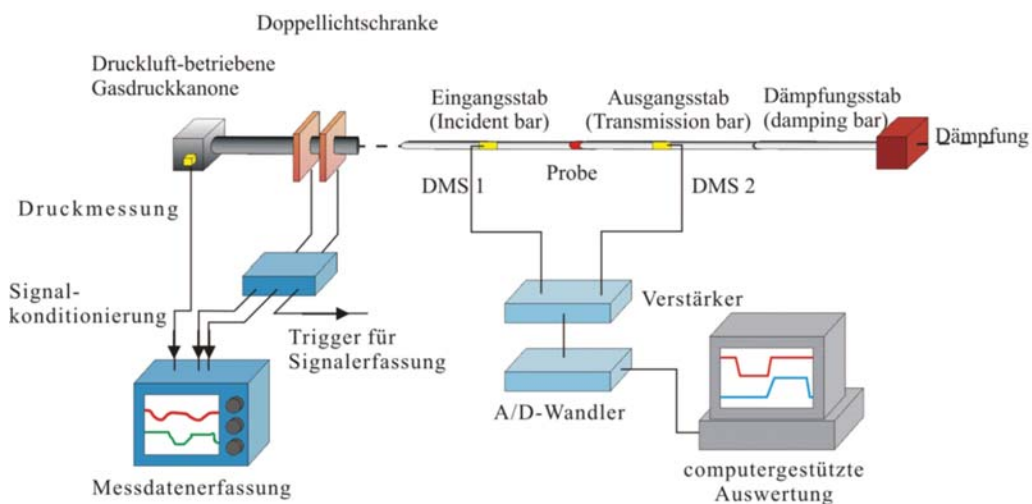 Doppellichtschranke
Druckluft-betriebene
Gasdruckkanone
Eingangsstab
(Incident bar)
Ausgangsstab
(Transmission bar)
Dämpfungsstab
(damping bar)
Dämpfung
DMS 1
Probe
DMS 2
Druckmessung
Signal-
konditionierung
Trigger für
Signalerfassung
Verstärker
A/D-Wandler
Messdatenerfassung
computergestützte
Auswertung